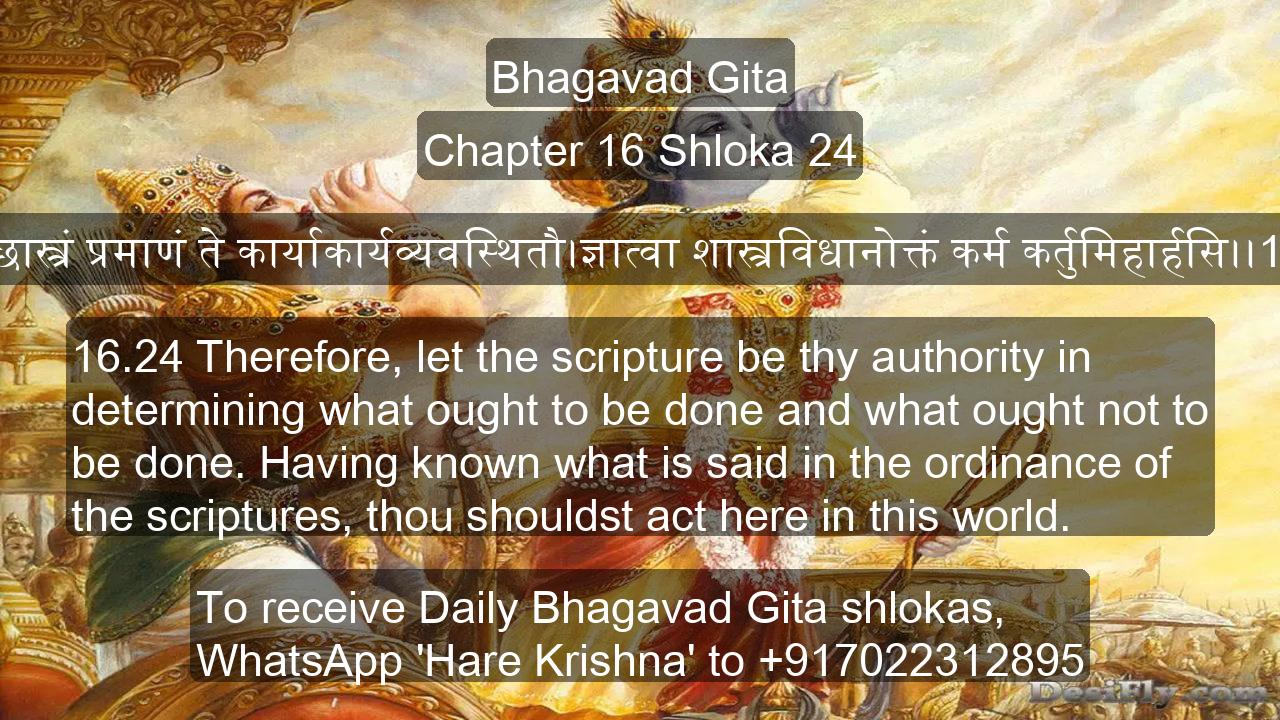 Bhagavad Gita
Chapter 16 Shloka 24
प्रमाणं ते कार्याकार्यव्यवस्थितौ।ज्ञात्वा शास्त्रविधानोक्तं कर्म कर्तुमिहार्हसि।।1
16.24 Therefore, let the scripture be thy authority in
determining what ought to be done and what ought not to
be done. Having known what is said in the ordinance of
the scriptures, thou shouldst act here in this world.
To receive Daily Bhagavad Gita shlokas,
WhatsApp 'Hare Krishna' to +917022312895
DesiFly.com